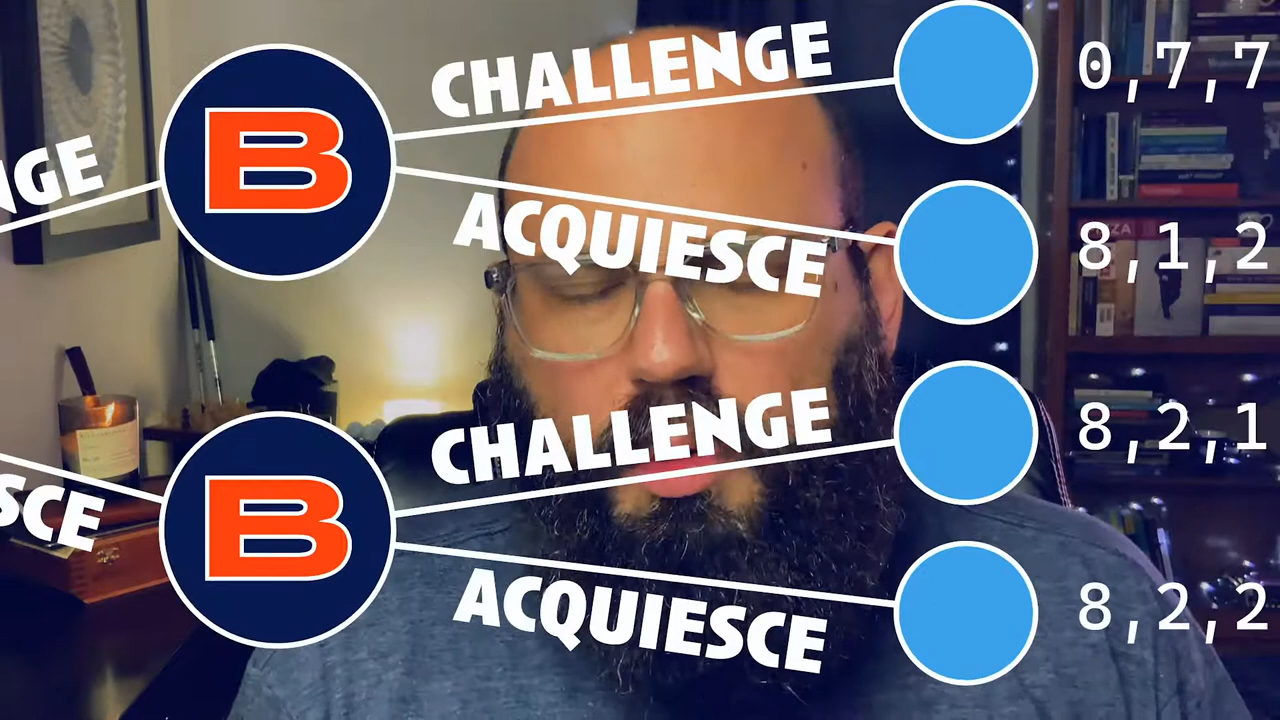 NGE
B
CHALLENGE
0,7,7
ACQUIESCE
8,1,2
SCE
B
CHALLENGE
8,2,1
ACQUIESCE
8,2,2